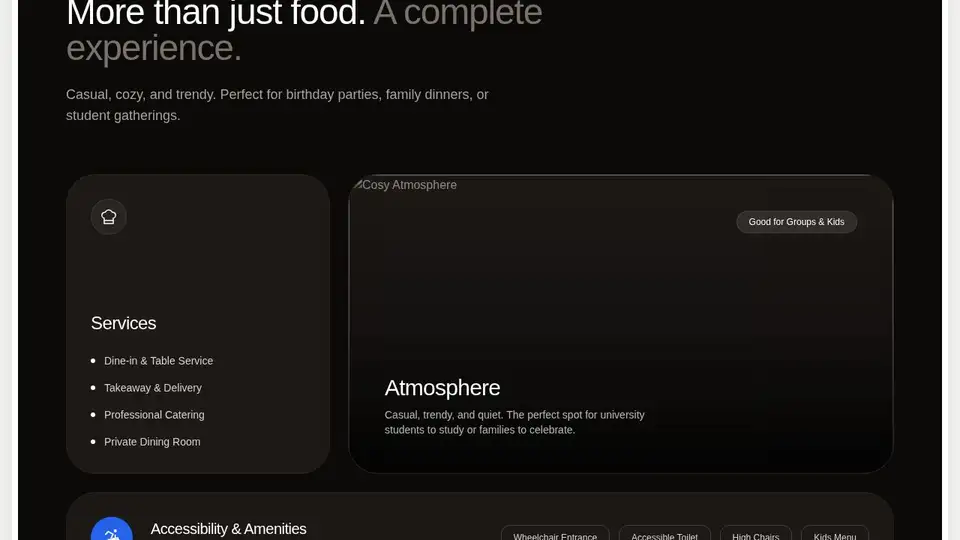 More than just food. A complete
experience.
Casual, cozy, and trendy. Perfect for birthday parties, family dinners, or
student gatherings.
Cosy Atmosphere
Good for Groups & Kids
Services
Dine-in & Table Service
Takeaway & Delivery
Professional Catering
Private Dining Room
Atmosphere
Casual, trendy, and quiet. The perfect spot for university
students to study or families to celebrate.
Accessibility & Amenities
Wheelchair Entrance
Accessible Toilet
High Chairs
Kids Menu